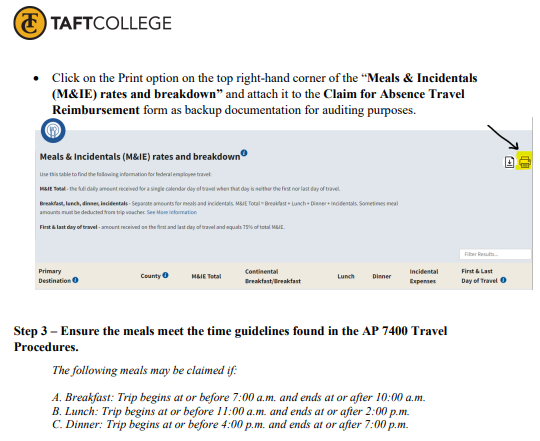 TAFTCOLLEGE
• Click on the Print option on the top right-hand corner of the “Meals & Incidentals
(M&IE) rates and breakdown” and attach it to the Claim for Absence Travel
Reimbursement form as backup documentation for auditing purposes.
Meals & Incidentals (M&IE) rates and breakdown
Use this table to find the following information for federal employee travel:
M&IE Total - the full daily amount received for a single calendar day of travel when that day is neither the first nor last day of travel.
Breakfast, lunch, dinner, incidentals - Separate amounts for meals and incidentals. M&IE Total = Breakfast + Lunch + Dinner + Incidentals. Sometimes meal
amounts must be deducted from trip voucher. See More Information
First & last day of travel - amount received on the first and last day of travel and equals 75% of total M&IE.
Filter Results...
Primary Destination County M&IE Total Continental Breakfast/Breakfast Lunch Dinner Incidental Expenses First & Last Day of Travel
Step 3 – Ensure the meals meet the time guidelines found in the AP 7400 Travel
Procedures.
The following meals may be claimed if:
A. Breakfast: Trip begins at or before 7:00 a.m. and ends at or after 10:00 a.m.
B. Lunch: Trip begins at or before 11:00 a.m. and ends at or after 2:00 p.m.
C. Dinner: Trip begins at or before 4:00 p.m. and ends at or after 7:00 p.m.